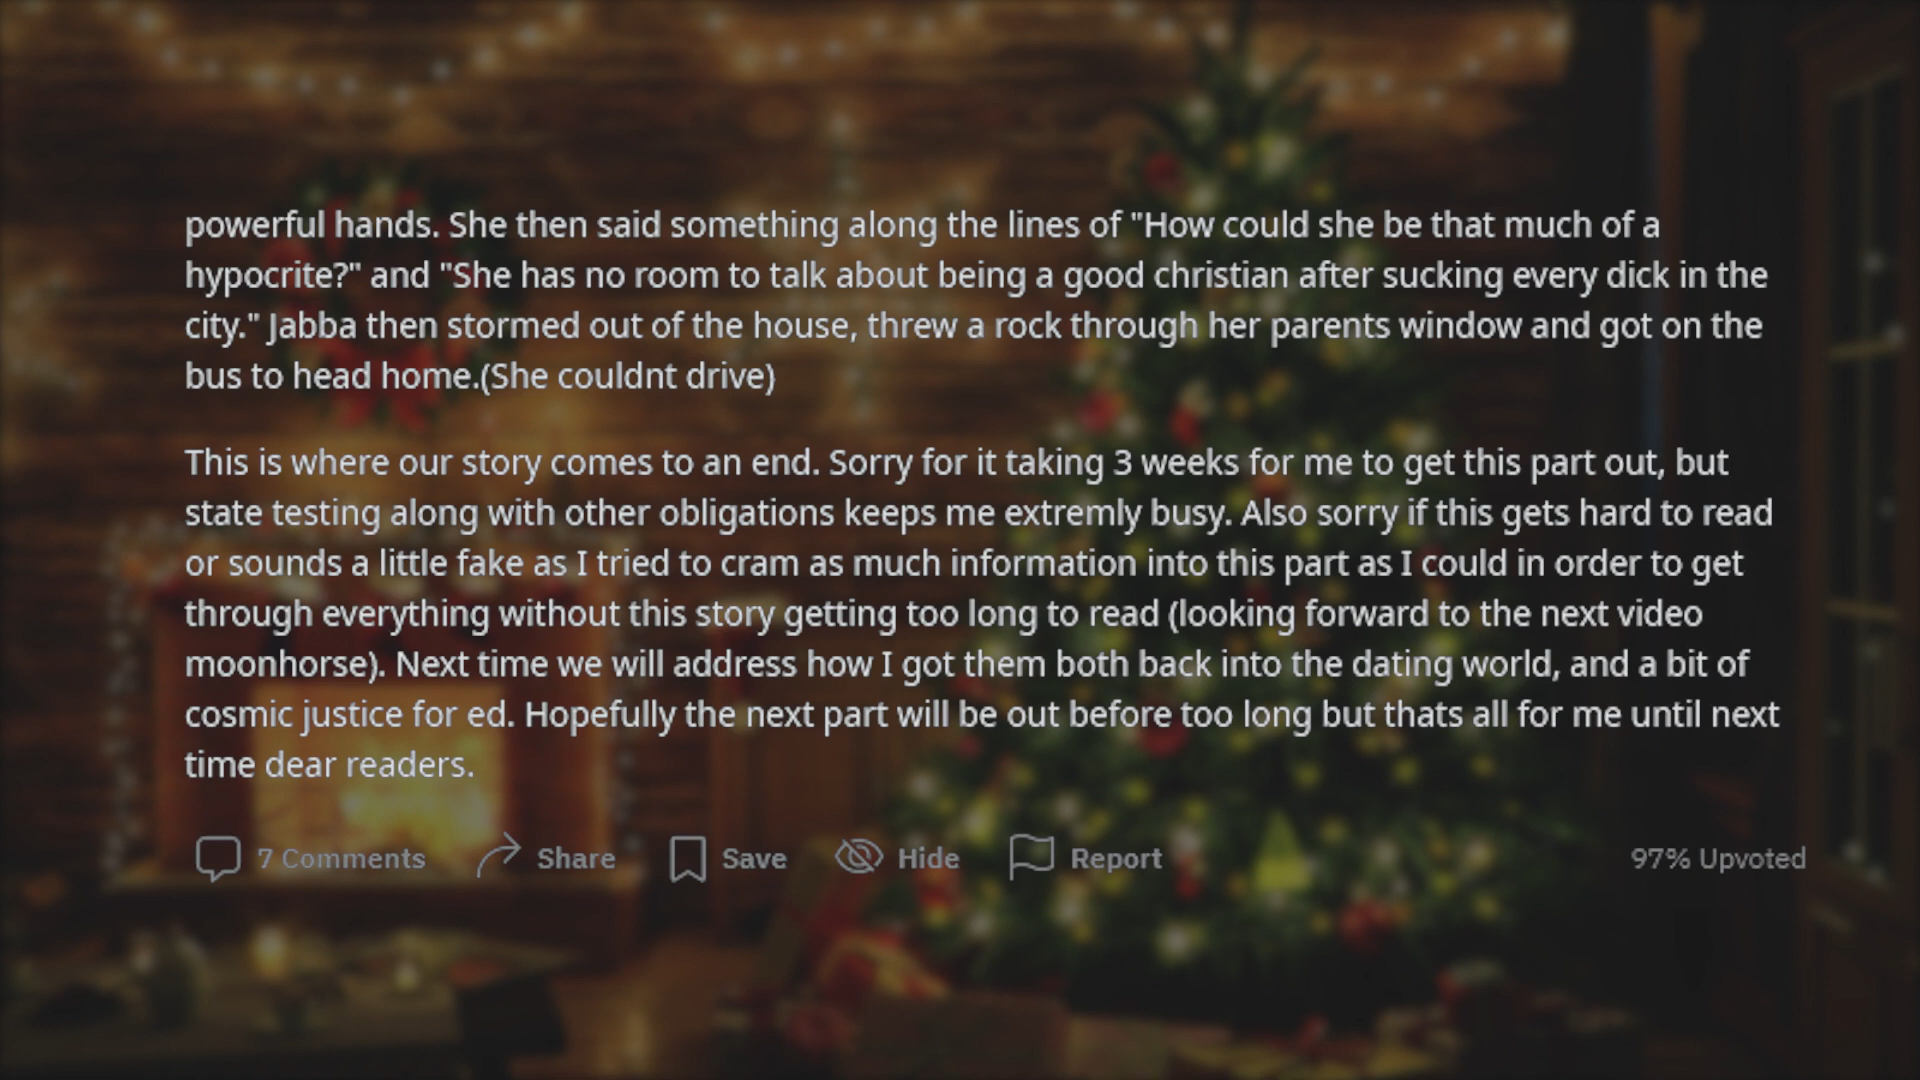 powerful hands. She then said something along the lines of "How could she be that much of a
hypocrite?" and "She has no room to talk about being a good christian after sucking every dick in the
city." Jabba then stormed out of the house, threw a rock through her parents window and got on the
bus to head home.(She couldnt drive)
This is where our story comes to an end. Sorry for it taking 3 weeks for me to get this part out, but
state testing along with other obligations keeps me extremly busy. Also sorry if this gets hard to read
or sounds a little fake as I tried to cram as much information into this part as I could in order to get
through everything without this story getting too long to read (looking forward to the next video
moonhorse). Next time we will address how I got them both back into the dating world, and a bit of
cosmic justice for ed. Hopefully the next part will be out before too long but thats all for me until next
time dear readers.
7 Comments Share Save Hide Report 97% Upvoted